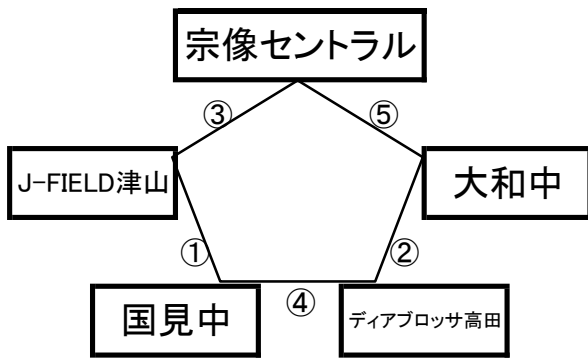 宗像セントラル
③
⑤
J-FIELD津山
大和中
①
②
国見中
④
ディアブロッサ高田